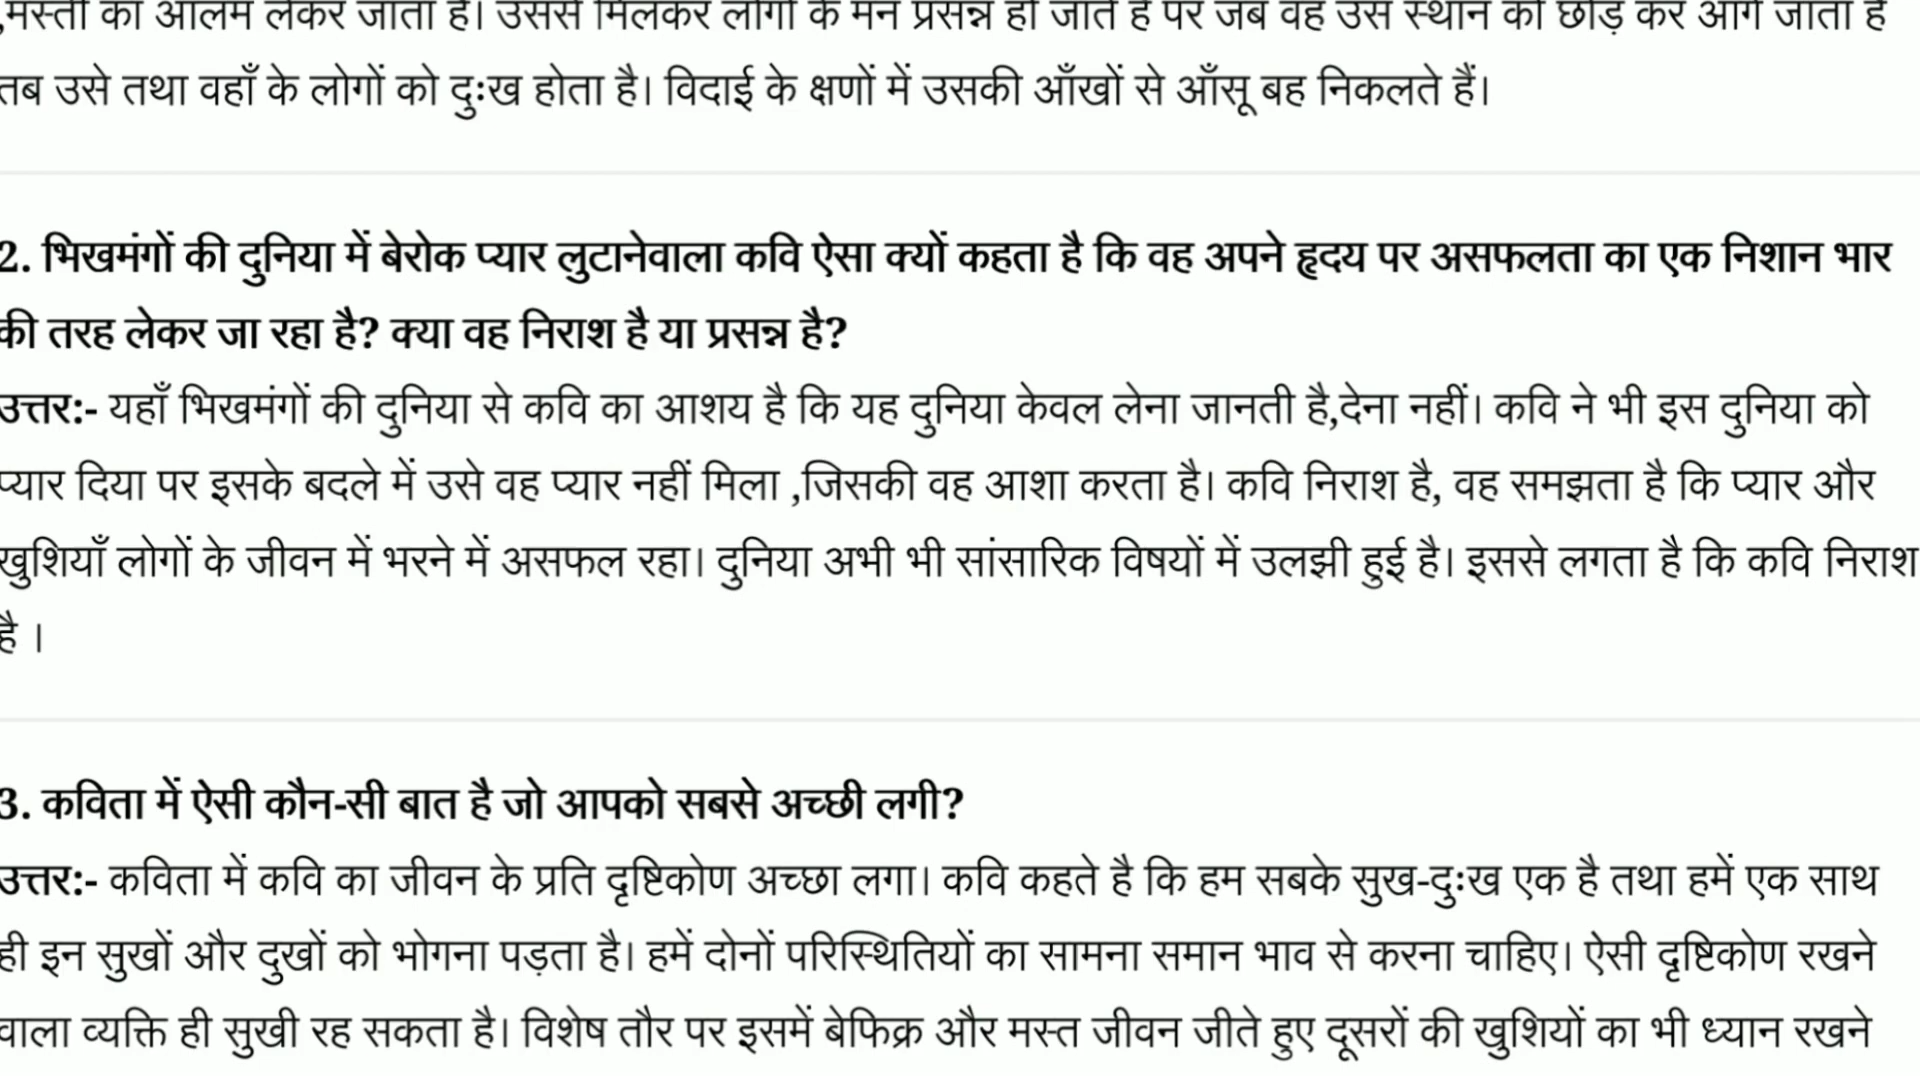 ,मस्ती का आलम लेकर जाता है। उससे मिलकर लोगों के मन प्रसन्न हो जाते है पर जब वह उस स्थान को छोड़ कर आगे जाता है
तब उसे तथा वहाँ के लोगों को दुःख होता है। विदाई के क्षणों में उसकी आँखों से आँसू बह निकलते हैं।
2. भिखमंगों की दुनिया में बेरोक प्यार लुटानेवाला कवि ऐसा क्यों कहता है कि वह अपने हृदय पर असफलता का एक निशान भार
की तरह लेकर जा रहा है? क्या वह निराश है या प्रसन्न है?
उत्तर:- यहाँ भिखमंगों की दुनिया से कवि का आशय है कि यह दुनिया केवल लेना जानती है,देना नहीं। कवि ने भी इस दुनिया को
प्यार दिया पर इसके बदले में उसे वह प्यार नहीं मिला ,जिसकी वह आशा करता है। कवि निराश है, वह समझता है कि प्यार और
खुशियाँ लोगों के जीवन में भरने में असफल रहा। दुनिया अभी भी सांसारिक विषयों में उलझी हुई है। इससे लगता है कि कवि निराश
है ।
3. कविता में ऐसी कौन-सी बात है जो आपको सबसे अच्छी लगी?
उत्तर:- कविता में कवि का जीवन के प्रति दृष्टिकोण अच्छा लगा। कवि कहते है कि हम सबके सुख-दुःख एक है तथा हमें एक साथ
ही इन सुखों और दुखों को भोगना पड़ता है। हमें दोनों परिस्थितियों का सामना समान भाव से करना चाहिए। ऐसी दृष्टिकोण रखने
वाला व्यक्ति ही सुखी रह सकता है। विशेष तौर पर इसमें बेफिक्र और मस्त जीवन जीते हुए दूसरों की खुशियों का भी ध्यान रखने